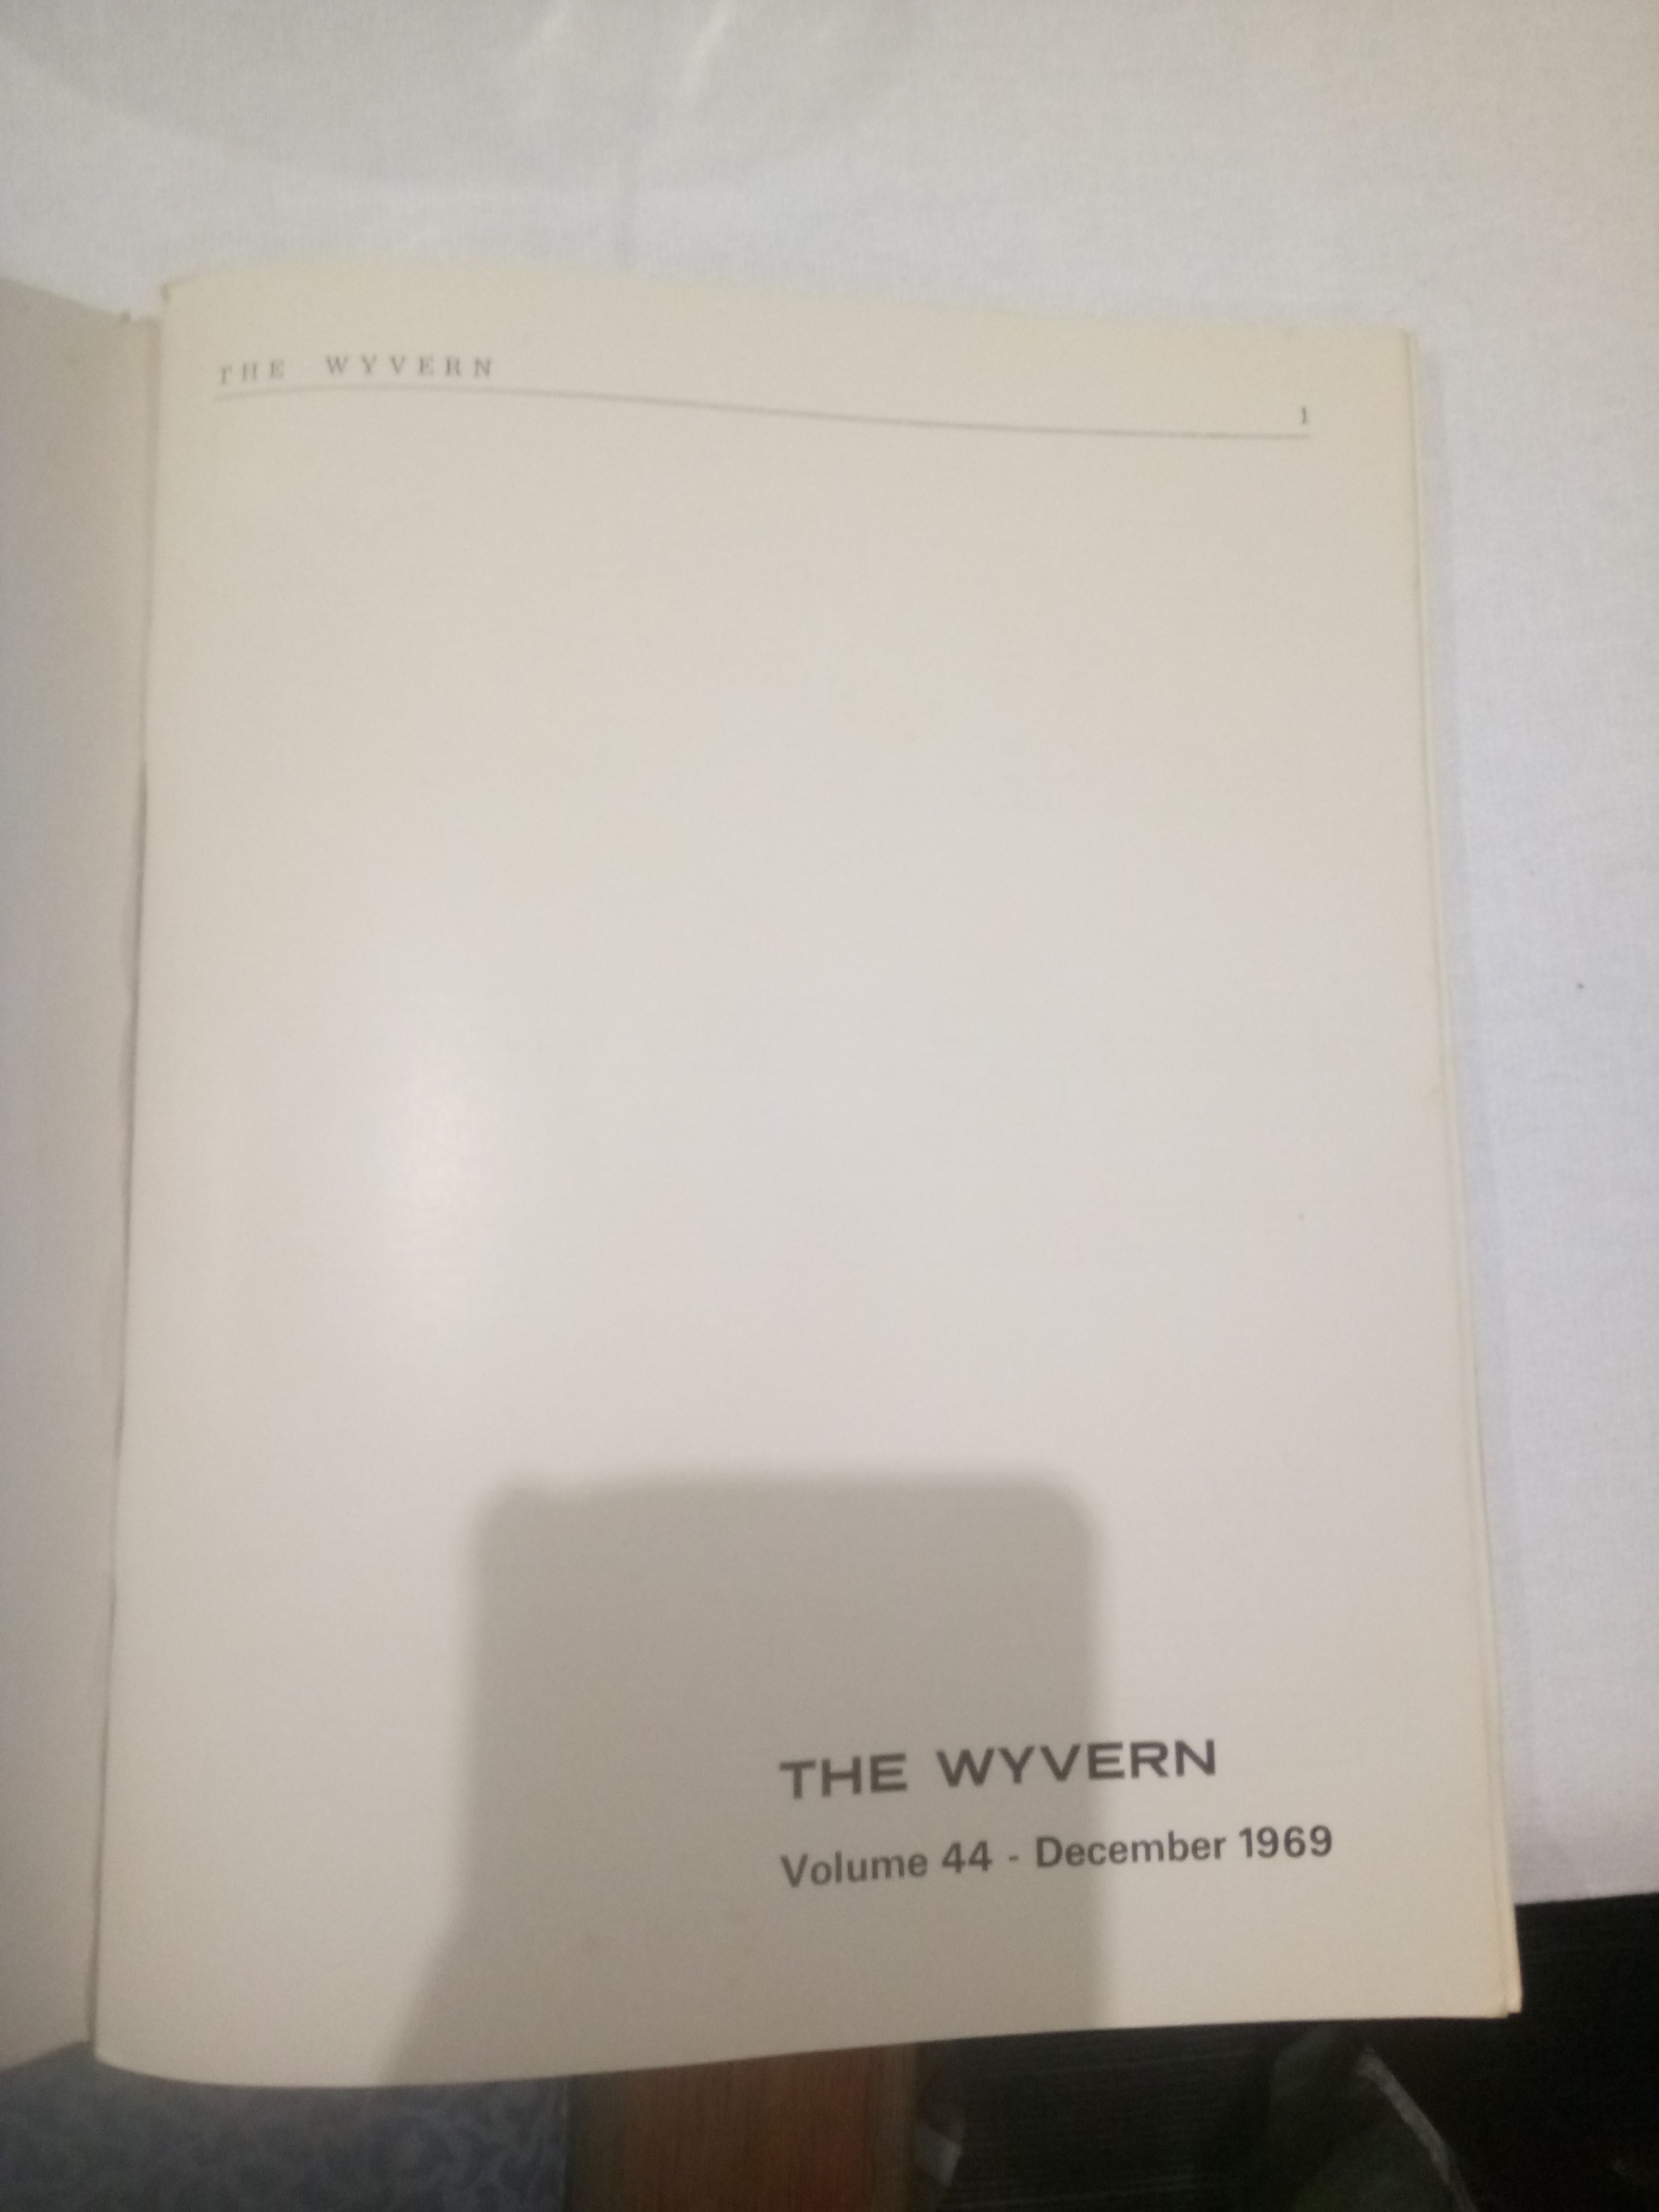 THE WYVERN
1
THE WYVERN
Volume 44 - December 1969